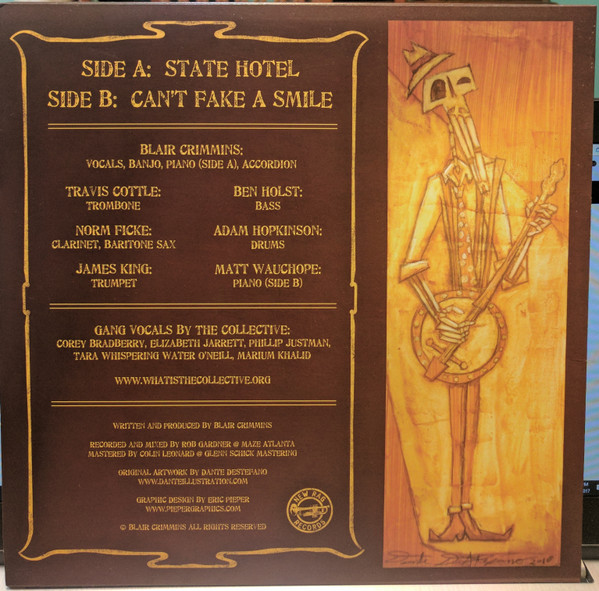 SIDE A: STATE HOTEL
SIDE B: CAN'T FAKE A SMILE
BLAIR CRIMMINS:
VOCALS, BANJO, PIANO (SIDE A), ACCORDION
TRAVIS COTTLE:
TROMBONE
BEN HOLST:
BASS
NORM FICKE:
CLARINET, BARITONE SAX
ADAM HOPKINSON:
DRUMS
JAMES KING:
TRUMPET
MATT WAUCHOPE:
PIANO (SIDE B)
GANG VOCALS BY THE COLLECTIVE:
COREY BRADBERRY, ELIZABETH JARRETT, PHILLIP JUSTMAN,
TARA WHISPERING WATER O'NEILL, MARIUM KHALID
WWW.WHATISTHECOLLECTIVE.ORG
WRITTEN AND PRODUCED BY BLAIR CRIMMINS
RECORDED AND MIXED BY ROB GARDNER @ MAZE ATLANTA
MASTERED BY COLIN LEONARD @ GLENN SCHICK MASTERING
ORIGINAL ARTWORK BY DANTE DESTEFANO
WWW.DANTEILLUSTRATION.COM
GRAPHIC DESIGN BY ERIC PIEPER
WWW.PIEPERGRAPHICS.COM
© BLAIR CRIMMINS ALL RIGHTS RESERVED
NEW RAG
RECORDS